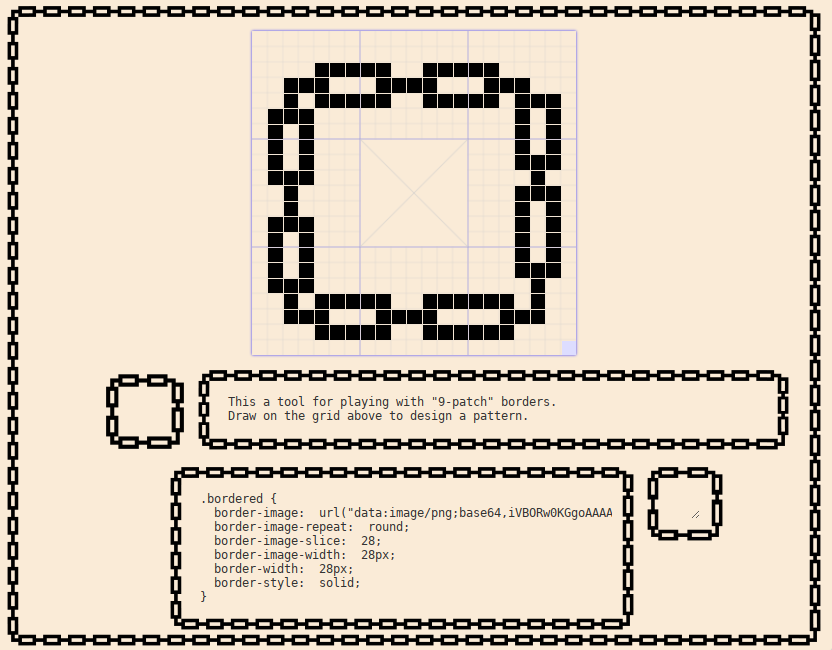 This a tool for playing with "9-patch" borders.
Draw on the grid above to design a pattern.
.bordered {
  border-image:  url("data:image/png;base64,iVBORw0KGgoAAAA
  border-image-repeat:  round;
  border-image-slice:  28;
  border-image-width:  28px;
  border-width:  28px;
  border-style:  solid;
}